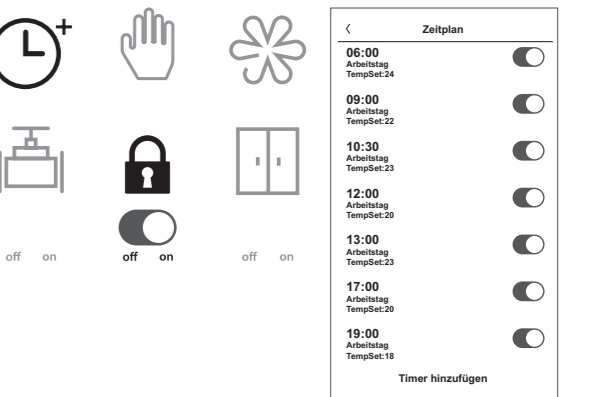 off on
off on
off on
Zeitplan
06:00
Arbeitstag
TempSet:24
09:00
Arbeitstag
TempSet:22
10:30
Arbeitstag
TempSet:23
12:00
Arbeitstag
TempSet:20
13:00
Arbeitstag
TempSet:23
17:00
Arbeitstag
TempSet:20
19:00
Arbeitstag
TempSet:18
Timer hinzufügen